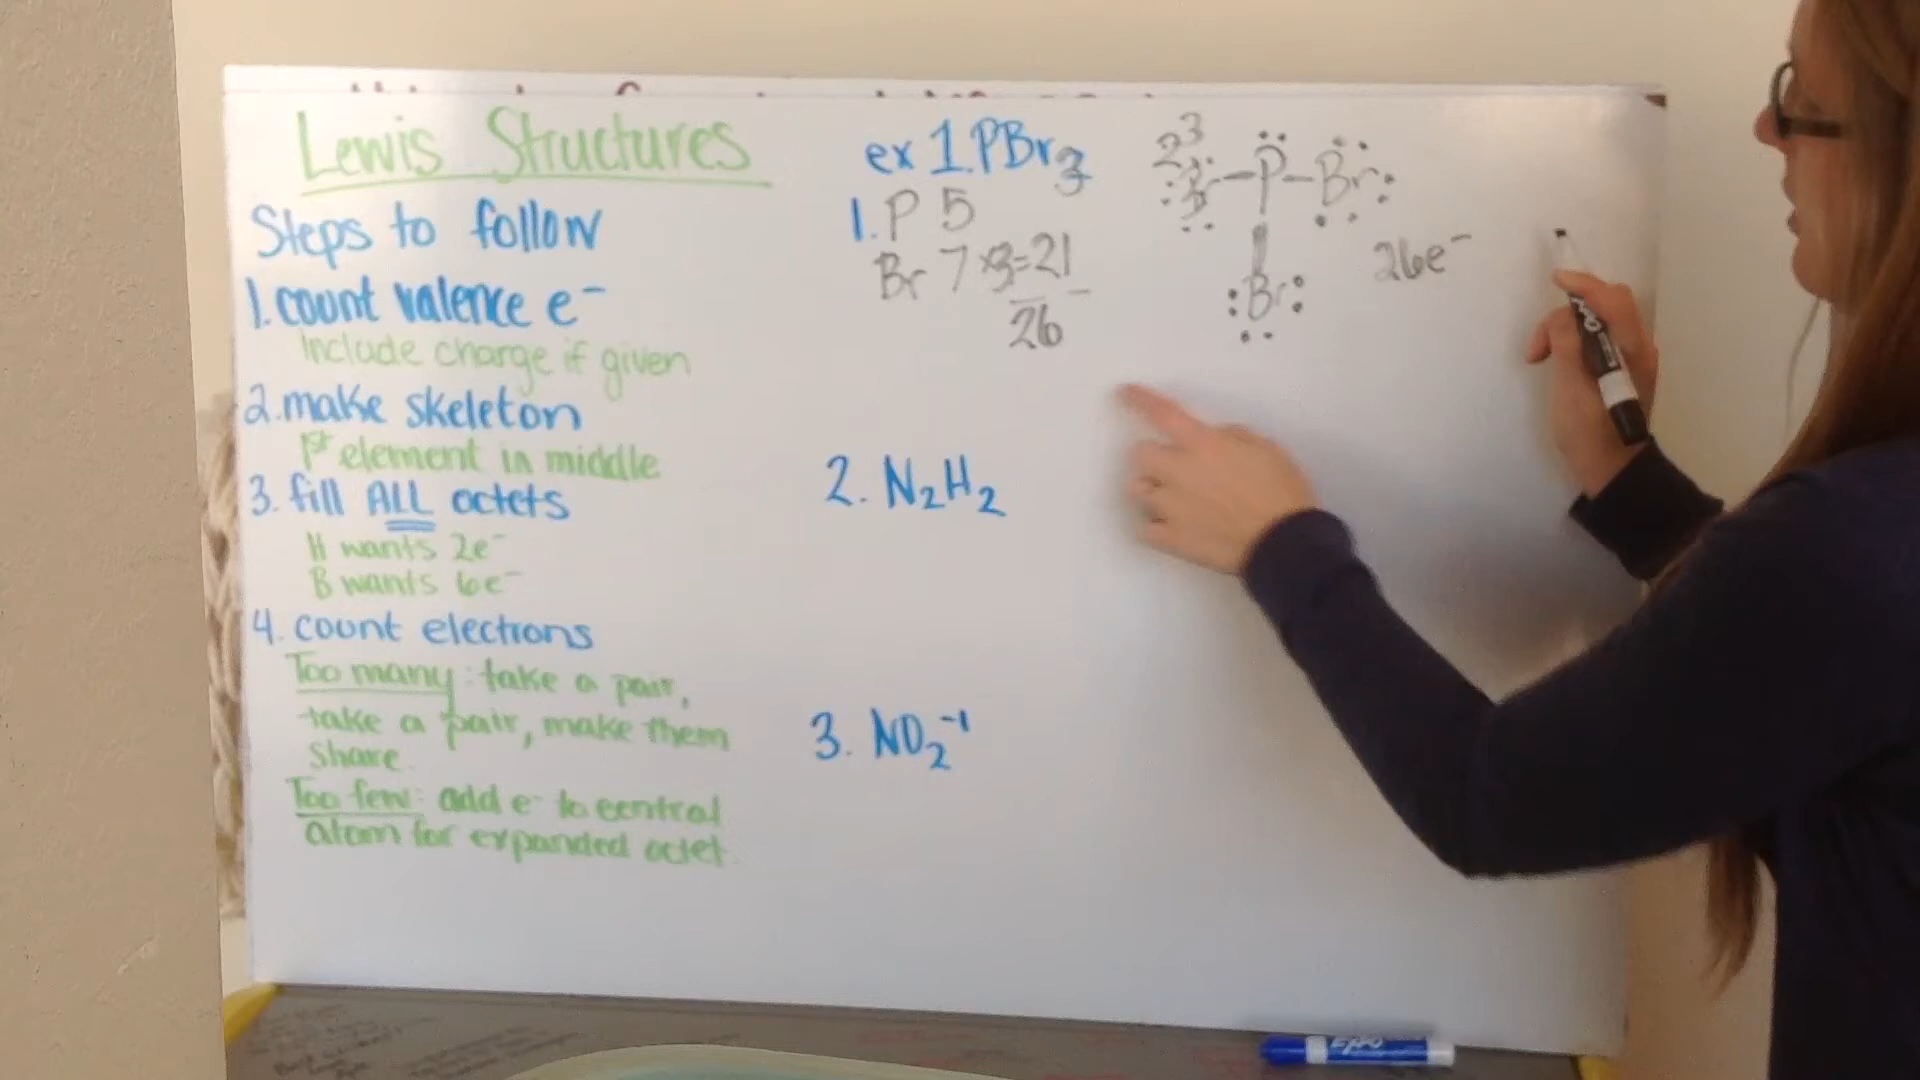 Lewis Structures
Steps to follow
1. count valence e⁻
Include charge if given
2. make skeleton
1st element in middle
3. fill ALL octets
H wants 2e⁻
B wants 6e⁻
4. count electrons
Too many: take a pair,
take a pair, make them
share.
Too few: add e⁻ to central
atom for expanded octet.
ex 1. PBr₃
1. P 5
Br 7 ×3=21
26
:Br–P–Br:
:Br:
26e⁻
2. N₂H₂
3. NO₂⁻¹
Expo